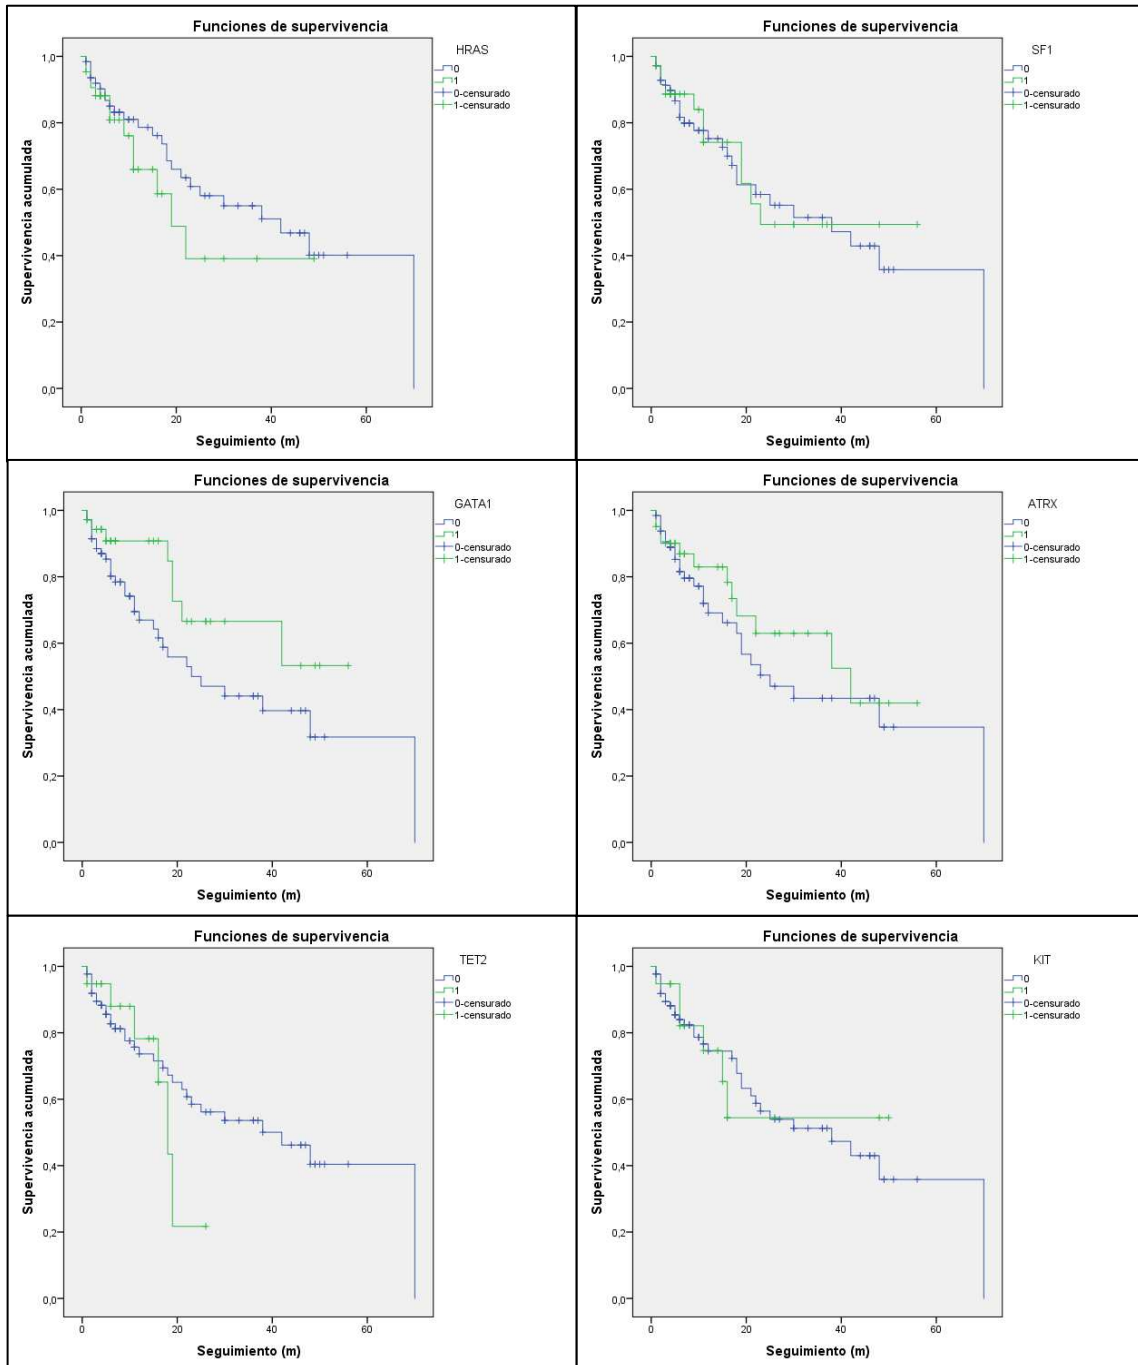 Funciones de supervivencia
HRAS
0
1
0-censurado
1-censurado
Supervivencia acumulada
1,0
0,8
0,6
0,4
0,2
0,0
0 20 40 60
Seguimiento (m)
Funciones de supervivencia
SF1
0
1
0-censurado
1-censurado
Supervivencia acumulada
1,0
0,8
0,6
0,4
0,2
0,0
0 20 40 60
Seguimiento (m)
Funciones de supervivencia
GATA1
0
1
0-censurado
1-censurado
Supervivencia acumulada
1,0
0,8
0,6
0,4
0,2
0,0
0 20 40 60
Seguimiento (m)
Funciones de supervivencia
ATRX
0
1
0-censurado
1-censurado
Supervivencia acumulada
1,0
0,8
0,6
0,4
0,2
0,0
0 20 40 60
Seguimiento (m)
Funciones de supervivencia
TET2
0
1
0-censurado
1-censurado
Supervivencia acumulada
1,0
0,8
0,6
0,4
0,2
0,0
0 20 40 60
Seguimiento (m)
Funciones de supervivencia
KIT
0
1
0-censurado
1-censurado
Supervivencia acumulada
1,0
0,8
0,6
0,4
0,2
0,0
0 20 40 60
Seguimiento (m)